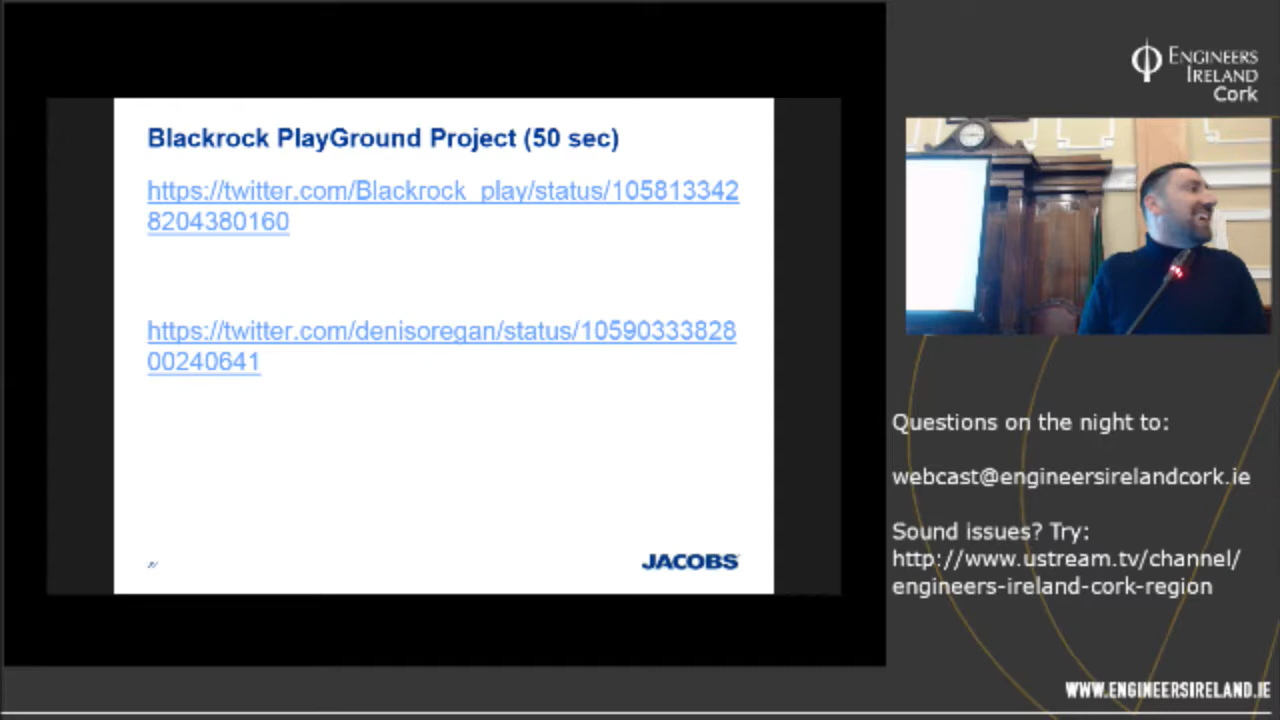 Blackrock PlayGround Project (50 sec)
https://twitter.com/Blackrock_play/status/105813342
8204380160
https://twitter.com/denisoregan/status/10590333828
00240641
JACOBS
ENGINEERS
IRELAND
Cork
Questions on the night to:
webcast@engineersirelandcork.ie
Sound issues? Try:
http://www.ustream.tv/channel/
engineers-ireland-cork-region
WWW.ENGINEERSIRELAND.IE